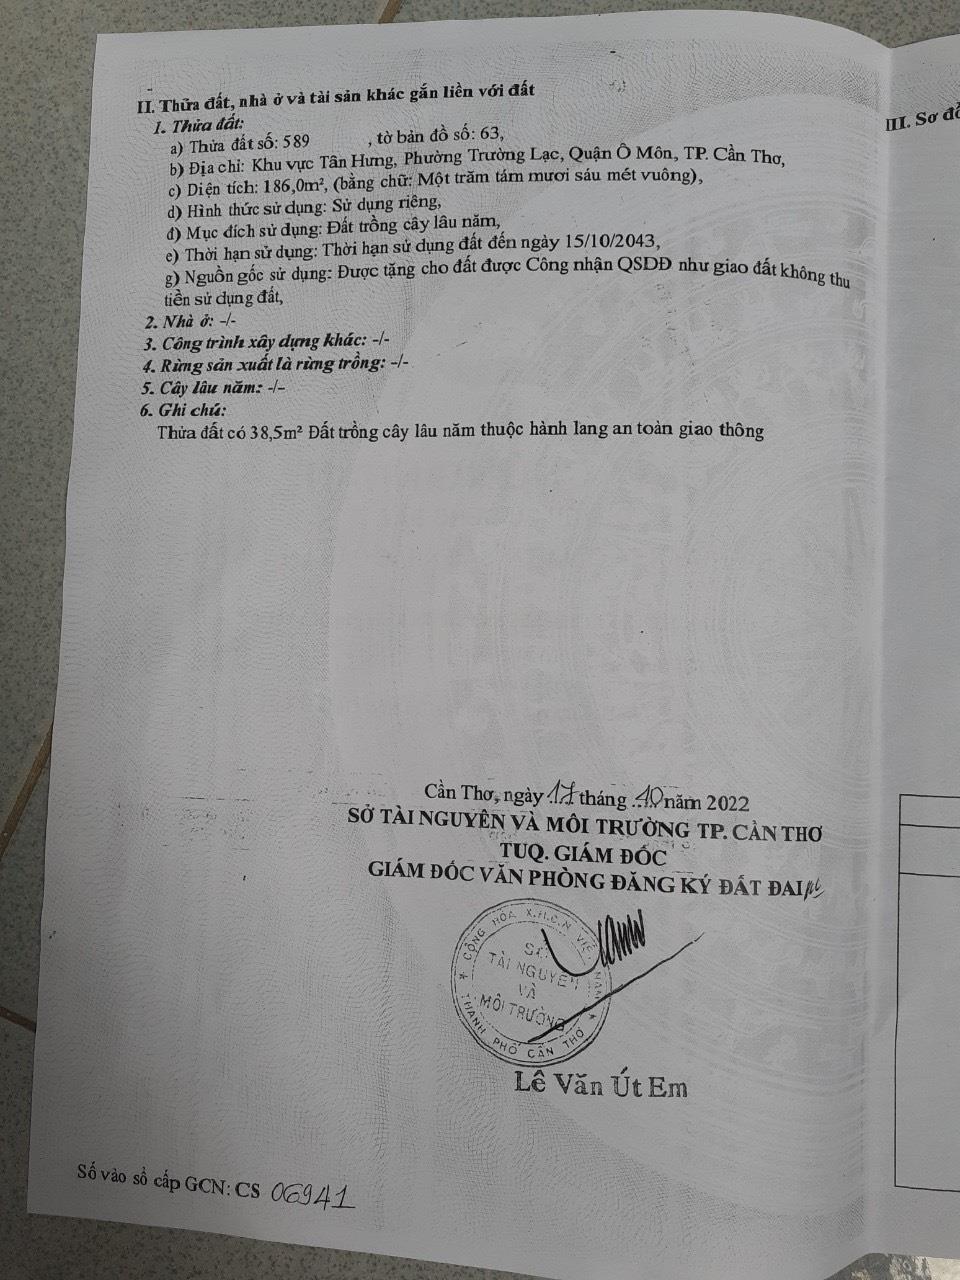 II. Thửa đất, nhà ở và tài sản khác gắn liền với đất
1. Thửa đất:
a) Thửa đất số: 589 , tờ bản đồ số: 63,
b) Địa chỉ: Khu vực Tân Hưng, Phường Trường Lạc, Quận Ô Môn, TP. Cần Thơ,
c) Diện tích: 186,0m², (bằng chữ: Một trăm tám mươi sáu mét vuông),
d) Hình thức sử dụng: Sử dụng riêng,
đ) Mục đích sử dụng: Đất trồng cây lâu năm,
e) Thời hạn sử dụng: Thời hạn sử dụng đất đến ngày 15/10/2043,
g) Nguồn gốc sử dụng: Được tặng cho đất được Công nhận QSDĐ như giao đất không thu
tiền sử dụng đất,
2. Nhà ở: -/-
3. Công trình xây dựng khác: -/-
4. Rừng sản xuất là rừng trồng: -/-
5. Cây lâu năm: -/-
6. Ghi chú:
Thửa đất có 38,5m² Đất trồng cây lâu năm thuộc hành lang an toàn giao thông
III. Sơ đồ
Cần Thơ, ngày 17 tháng 10 năm 2022
SỞ TÀI NGUYÊN VÀ MÔI TRƯỜNG TP. CẦN THƠ
TUQ. GIÁM ĐỐC
GIÁM ĐỐC VĂN PHÒNG ĐĂNG KÝ ĐẤT ĐAI
CỘNG HÒA X.H.C.N VIỆT NAM
SỞ
TÀI NGUYÊN
VÀ
MÔI TRƯỜNG
THÀNH PHỐ CẦN THƠ
Lê Văn Út Em
Số vào sổ cấp GCN: CS 06941